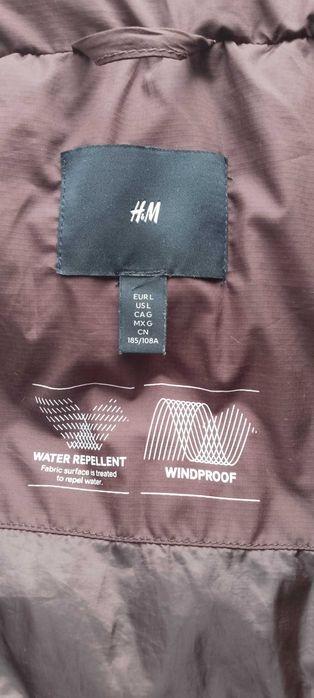 H&M
EUR L
US L
CA G
MX G
CN
185/108A
WATER REPELLENT
Fabric surface is treated
to repel water.
WINDPROOF